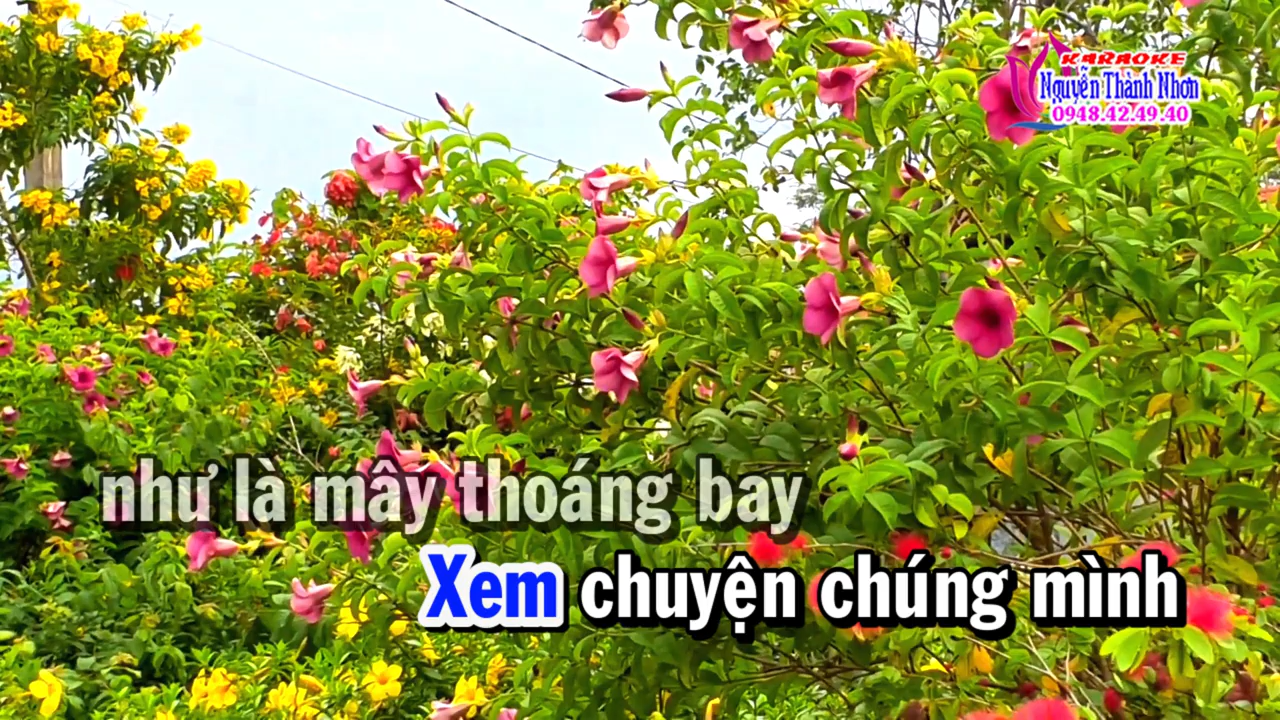 KARAOKE
Nguyễn Thành Nhơn
0948.42.49.40
như là mây thoáng bay
Xem chuyện chúng mình